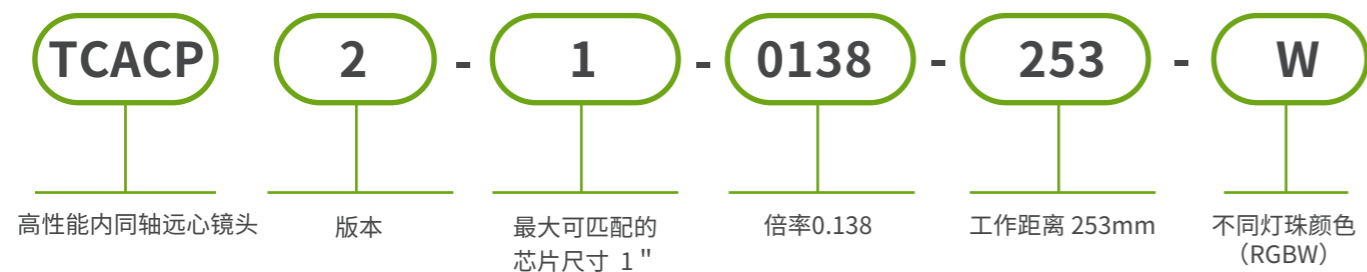 TCACP 2 - 1 - 0138 - 253 - W
高性能内同轴远心镜头
版本
最大可匹配的
芯片尺寸 1 "
倍率0.138
工作距离 253mm
不同灯珠颜色
（RGBW）